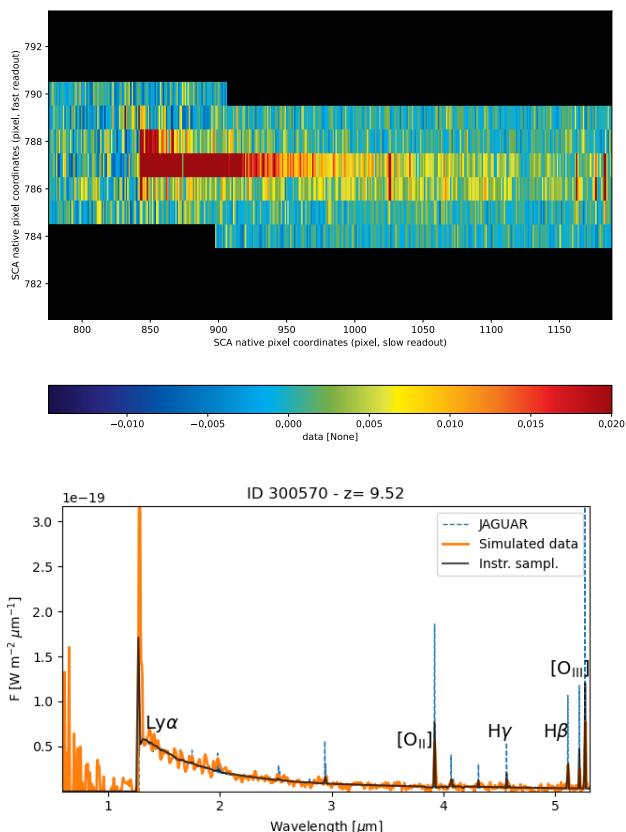 SCA native pixel coordinates (pixel, fast readout)
792
790
788
786
784
782
800 850 900 950 1000 1050 1100 1150
SCA native pixel coordinates (pixel, slow readout)
−0,010 −0,005 0,000 0,005 0,010 0,015 0,020
data [None]
ID 300570 - z= 9.52
1e−19
F [W m⁻² μm⁻¹]
3.0
2.5
2.0
1.5
1.0
0.5
JAGUAR
Simulated data
Instr. sampl.
Lyα
[O_II]
Hγ
Hβ
[O_III]
1 2 3 4 5
Wavelength [μm]